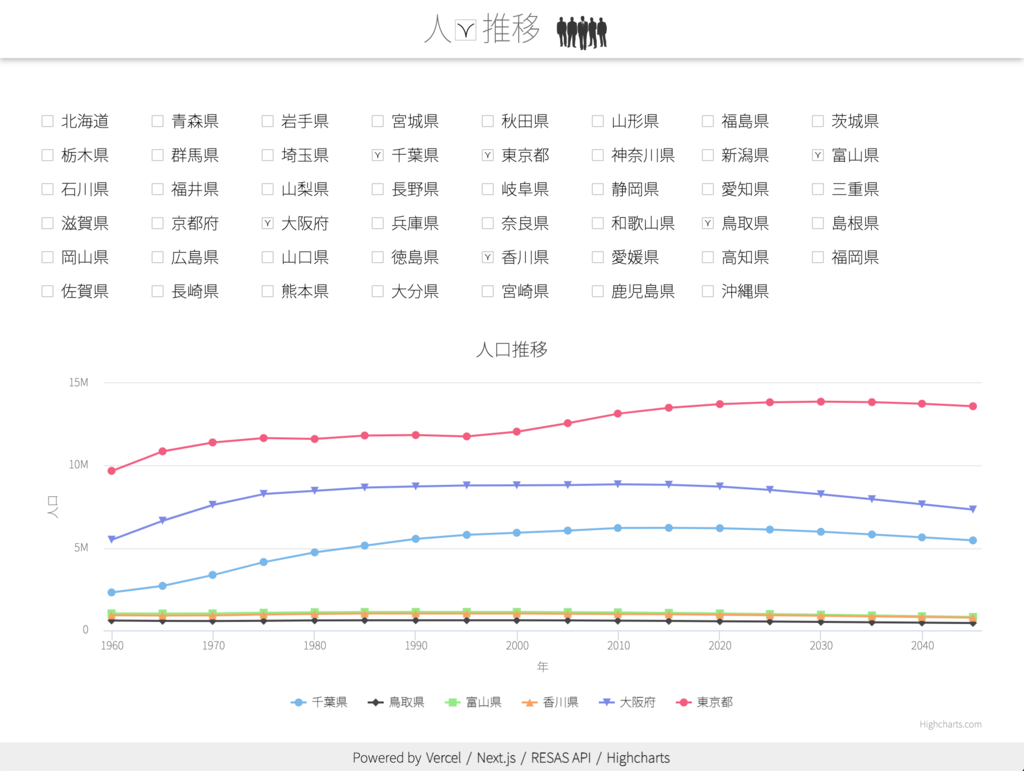 人口推移
北海道 青森県 岩手県 宮城県 秋田県 山形県 福島県 茨城県
栃木県 群馬県 埼玉県 千葉県 東京都 神奈川県 新潟県 富山県
石川県 福井県 山梨県 長野県 岐阜県 静岡県 愛知県 三重県
滋賀県 京都府 大阪府 兵庫県 奈良県 和歌山県 鳥取県 島根県
岡山県 広島県 山口県 徳島県 香川県 愛媛県 高知県 福岡県
佐賀県 長崎県 熊本県 大分県 宮崎県 鹿児島県 沖縄県
人口推移
15M
10M
人口
5M
0
1960 1970 1980 1990 2000 2010 2020 2030 2040
年
千葉県 鳥取県 富山県 香川県 大阪府 東京都
Highcharts.com
Powered by Vercel / Next.js / RESAS API / Highcharts